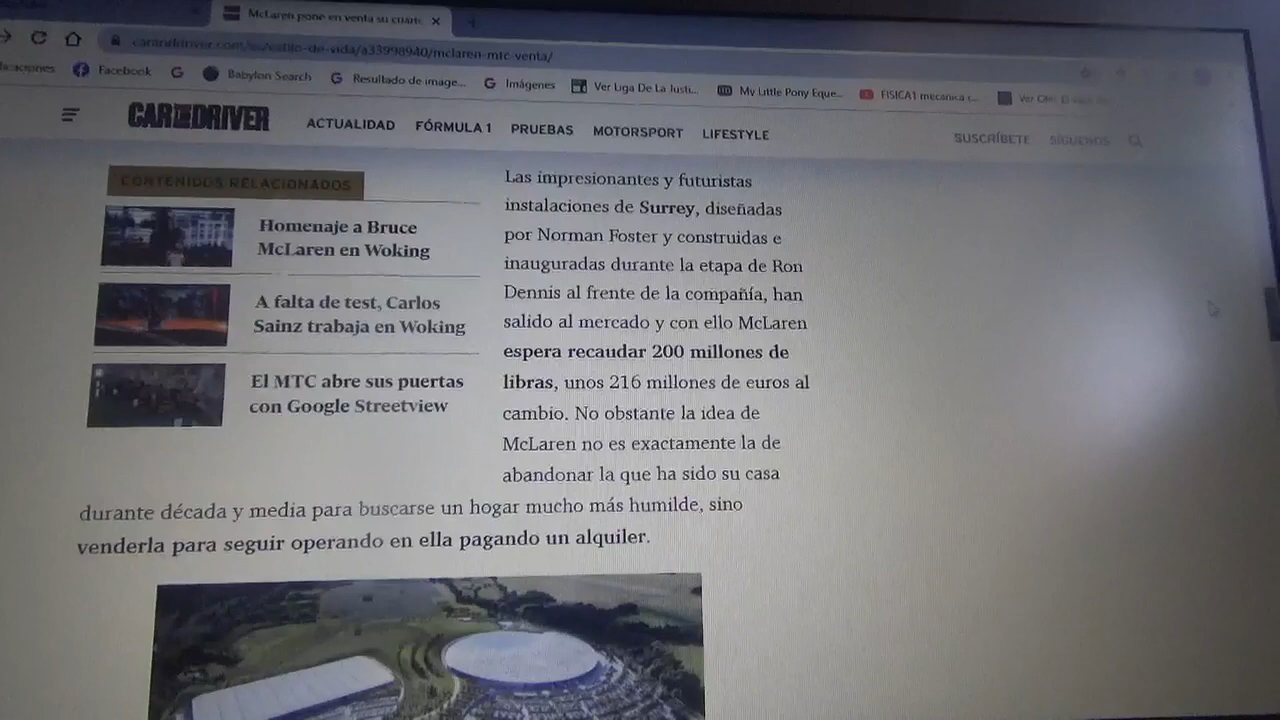 McLaren pone en venta su cuarte
caranddriver.com/es/estilo-de-vida/a33998940/mclaren-mtc-venta/
Facebook
Babylon Search
Resultado de image...
Imágenes
Ver Liga De La Justi...
My Little Pony Eque...
FISICA1 mecánica (...
CAR AND DRIVER
ACTUALIDAD
FÓRMULA 1
PRUEBAS
MOTORSPORT
LIFESTYLE
SUSCRÍBETE
SÍGUENOS
CONTENIDOS RELACIONADOS
Homenaje a Bruce
McLaren en Woking
A falta de test, Carlos
Sainz trabaja en Woking
El MTC abre sus puertas
con Google Streetview
Las impresionantes y futuristas
instalaciones de Surrey, diseñadas
por Norman Foster y construidas e
inauguradas durante la etapa de Ron
Dennis al frente de la compañía, han
salido al mercado y con ello McLaren
espera recaudar 200 millones de
libras, unos 216 millones de euros al
cambio. No obstante la idea de
McLaren no es exactamente la de
abandonar la que ha sido su casa
durante década y media para buscarse un hogar mucho más humilde, sino
venderla para seguir operando en ella pagando un alquiler.